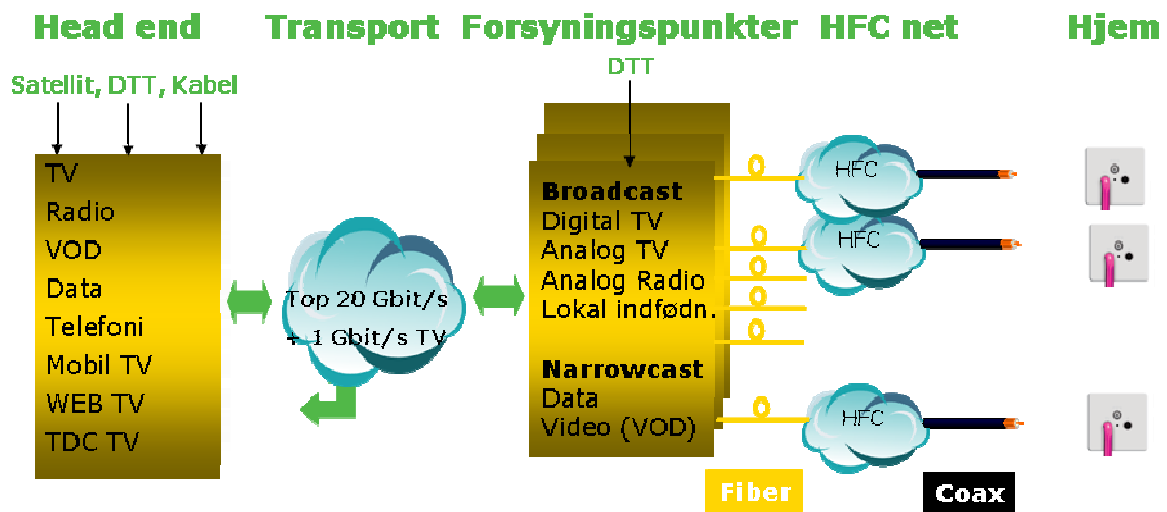 Head end
Transport
Forsyningspunkter
HFC net
Hjem
Satellit, DTT, Kabel
TV
Radio
VOD
Data
Telefoni
Mobil TV
WEB TV
TDC TV
Top 20 Gbit/s
+ 1 Gbit/s TV
DTT
Broadcast
Digital TV
Analog TV
Analog Radio
Lokal indfødn.
Narrowcast
Data
Video (VOD)
HFC
HFC
HFC
Fiber
Coax